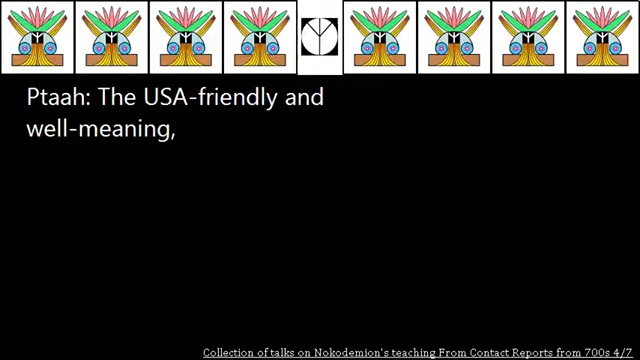 Ptaah: The USA-friendly and
well-meaning,
Collection of talks on Nokodemion's teaching From Contact Reports from 700s 4/7